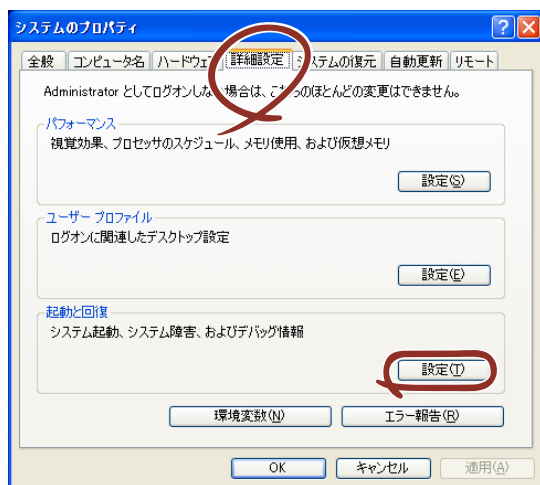 システムのプロパティ
全般 コンピュータ名 ハードウェア 詳細設定 システムの復元 自動更新 リモート
Administrator としてログオンしない場合は、これらのほとんどの変更はできません。
パフォーマンス
視覚効果、プロセッサのスケジュール、メモリ使用、および仮想メモリ
設定(S)
ユーザー プロファイル
ログオンに関連したデスクトップ設定
設定(E)
起動と回復
システム起動、システム障害、およびデバッグ情報
設定(T)
環境変数(N) エラー報告(R)
OK キャンセル 適用(A)